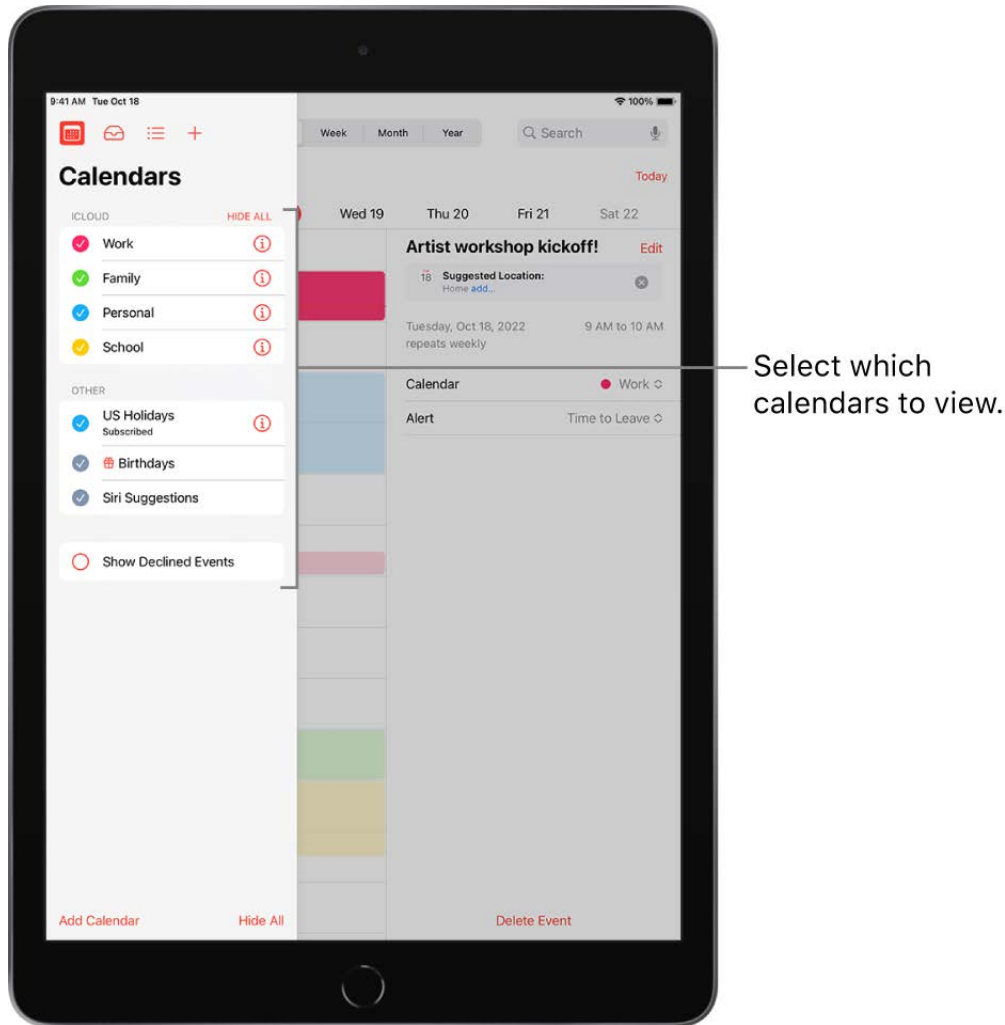 9:41 AM Tue Oct 18
100%
Week Month Year
Search
Calendars
Today
ICLOUD HIDE ALL
Wed 19 Thu 20 Fri 21 Sat 22
Work
Family
Personal
School
OTHER
US Holidays
Subscribed
Birthdays
Siri Suggestions
Show Declined Events
Add Calendar Hide All
Artist workshop kickoff! Edit
18 Suggested Location:
Home add...
Tuesday, Oct 18, 2022 9 AM to 10 AM
repeats weekly
Calendar Work
Alert Time to Leave
Delete Event
Select which
calendars to view.